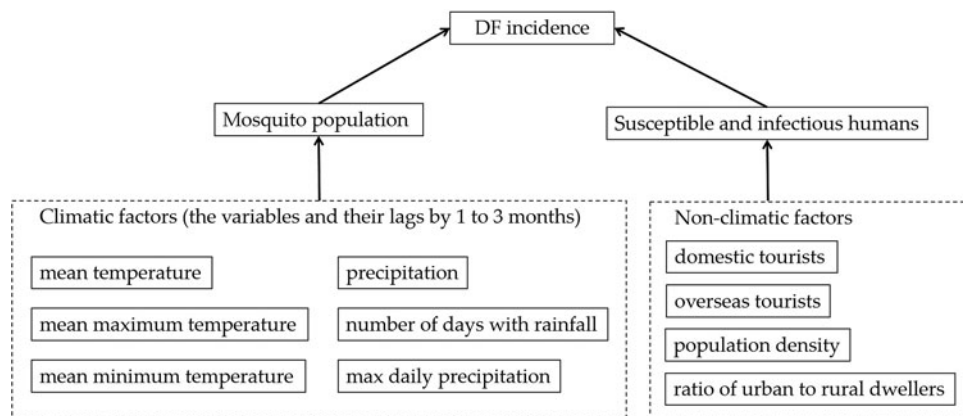 DF incidence
Mosquito population
Susceptible and infectious humans
Climatic factors (the variables and their lags by 1 to 3 months)
mean temperature
precipitation
mean maximum temperature
number of days with rainfall
mean minimum temperature
max daily precipitation
Non-climatic factors
domestic tourists
overseas tourists
population density
ratio of urban to rural dwellers